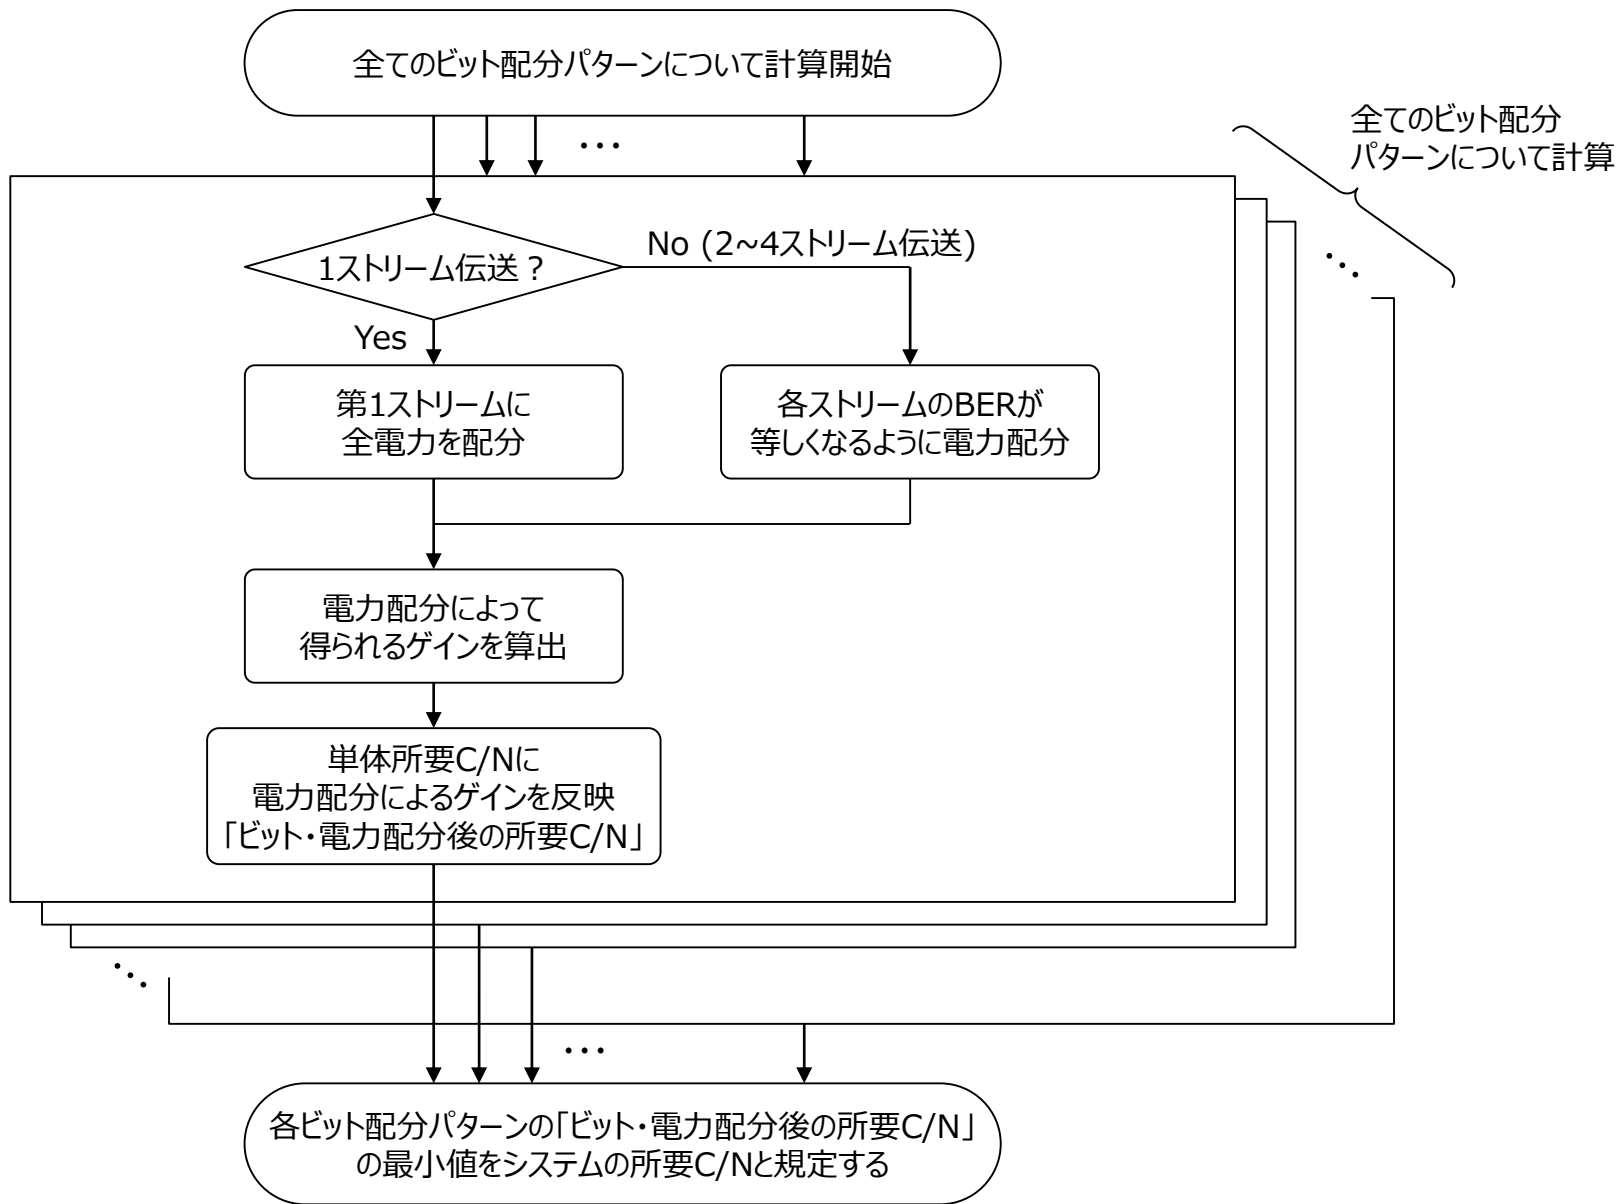 全てのビット配分パターンについて計算開始
全てのビット配分
パターンについて計算
…
1ストリーム伝送？
No (2~4ストリーム伝送)
Yes
第1ストリームに
全電力を配分
各ストリームのBERが
等しくなるように電力配分
電力配分によって
得られるゲインを算出
単体所要C/Nに
電力配分によるゲインを反映
「ビット・電力配分後の所要C/N」
…
各ビット配分パターンの「ビット・電力配分後の所要C/N」
の最小値をシステムの所要C/Nと規定する